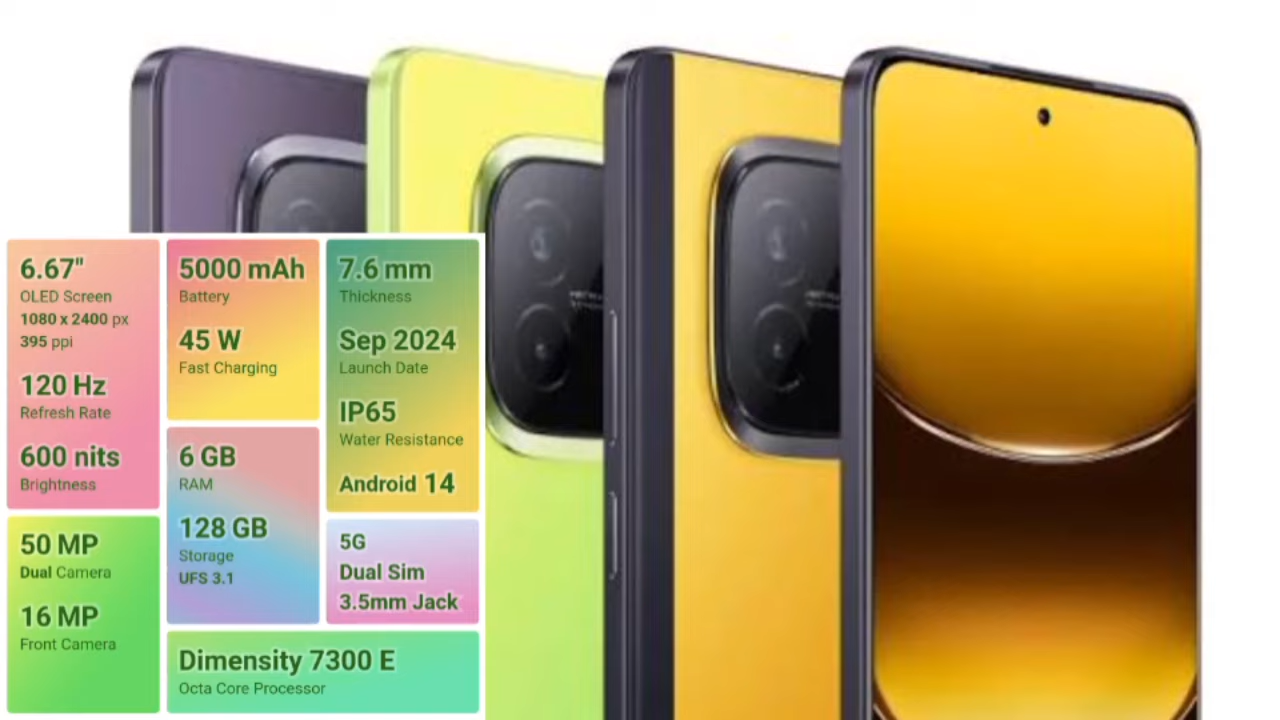 6.67"
OLED Screen
1080 x 2400 px
395 ppi
120 Hz
Refresh Rate
600 nits
Brightness
50 MP
Dual Camera
16 MP
Front Camera
5000 mAh
Battery
45 W
Fast Charging
6 GB
RAM
128 GB
Storage
UFS 3.1
7.6 mm
Thickness
Sep 2024
Launch Date
IP65
Water Resistance
Android 14
5G
Dual Sim
3.5mm Jack
Dimensity 7300 E
Octa Core Processor